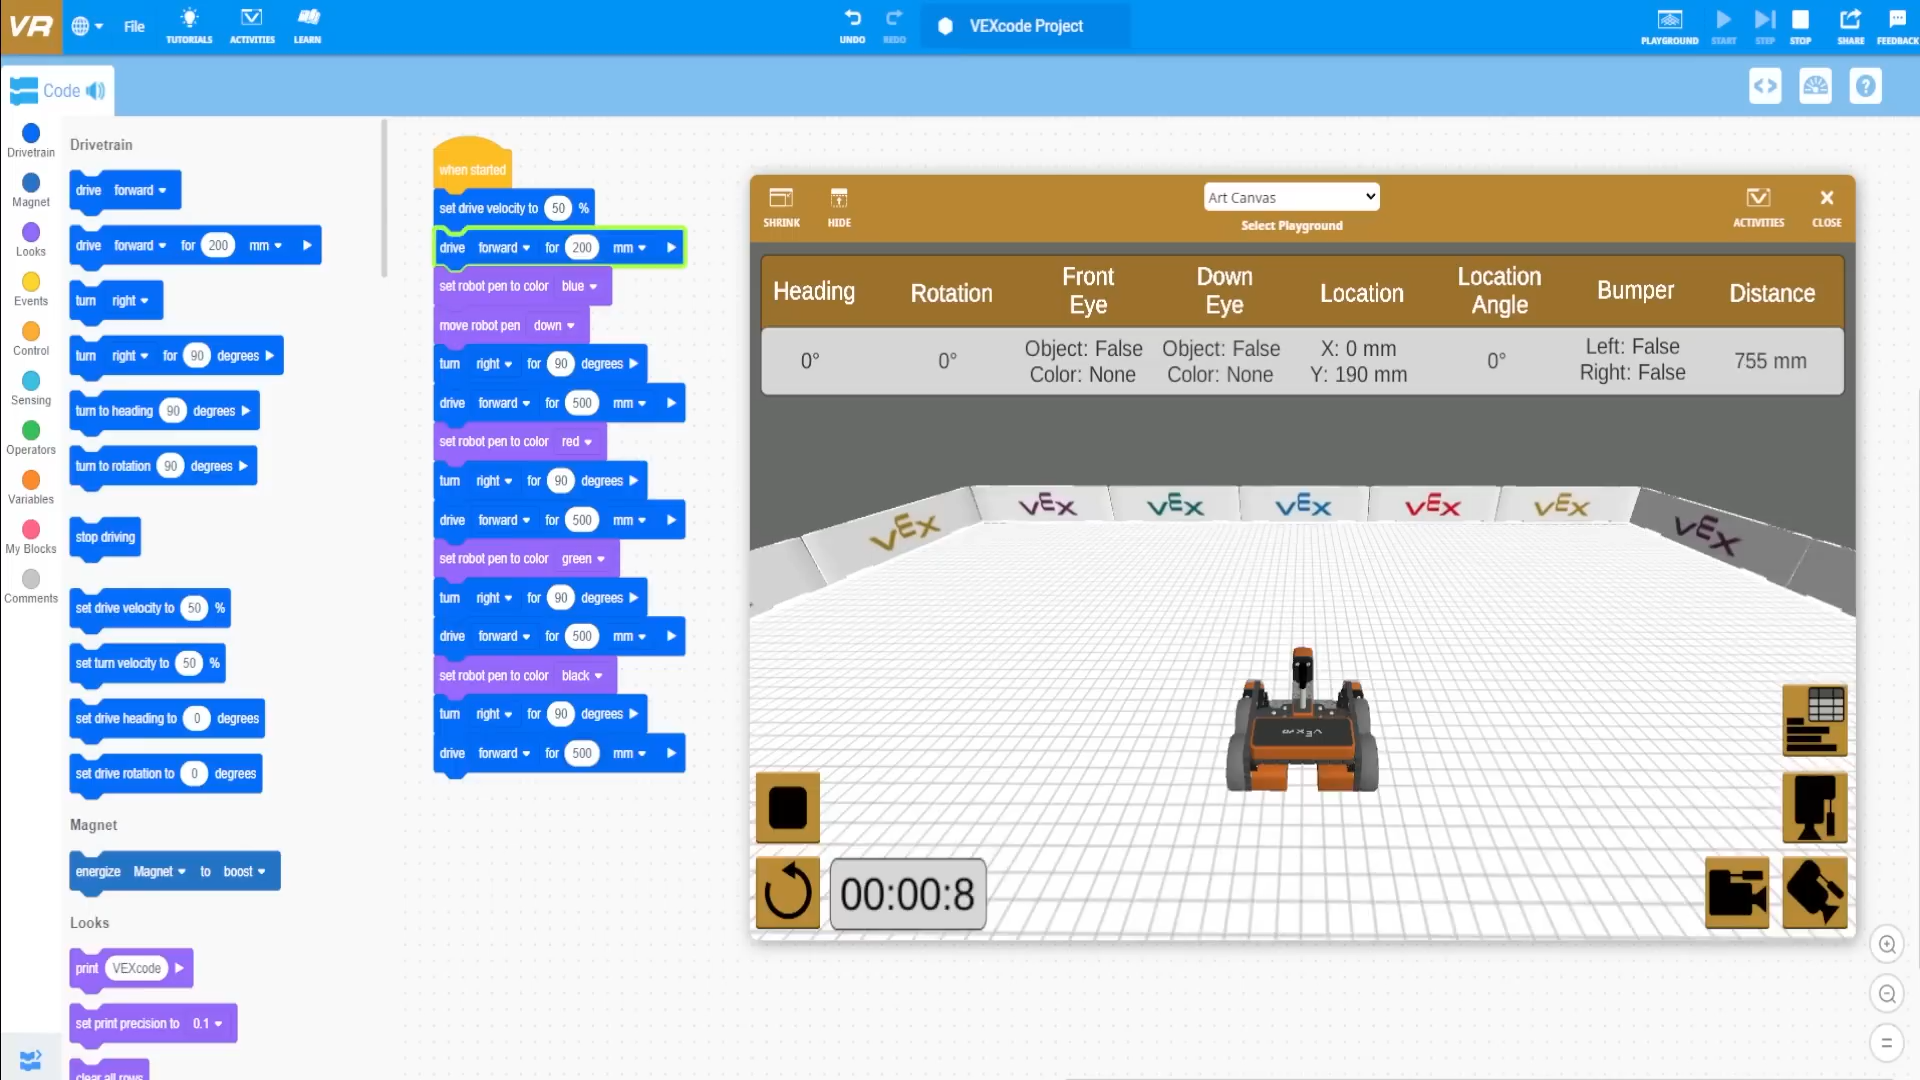 VR
File
TUTORIALS
ACTIVITIES
LEARN
UNDO
REDO
VEXcode Project
PLAYGROUND
START
STEP
STOP
SHARE
FEEDBACK
Code
Drivetrain
Magnet
Looks
Events
Control
Sensing
Operators
Variables
My Blocks
Comments
Drivetrain
drive forward
drive forward for 200 mm
turn right
turn right for 90 degrees
turn to heading 90 degrees
turn to rotation 90 degrees
stop driving
set drive velocity to 50 %
set turn velocity to 50 %
set drive heading to 0 degrees
set drive rotation to 0 degrees
Magnet
energize Magnet to boost
Looks
print VEXcode
set print precision to 0.1
clear all rows
when started
set drive velocity to 50 %
drive forward for 200 mm
set robot pen to color blue
move robot pen down
turn right for 90 degrees
drive forward for 500 mm
set robot pen to color red
turn right for 90 degrees
drive forward for 500 mm
set robot pen to color green
turn right for 90 degrees
drive forward for 500 mm
set robot pen to color black
turn right for 90 degrees
drive forward for 500 mm
SHRINK
HIDE
Art Canvas
Select Playground
ACTIVITIES
CLOSE
Heading
Rotation
Front
Eye
Down
Eye
Location
Location
Angle
Bumper
Distance
0°
0°
Object: False
Color: None
Object: False
Color: None
X: 0 mm
Y: 190 mm
0°
Left: False
Right: False
755 mm
VEX
VEX
VEX
VEX
VEX
VEX
VEX
00:00:8